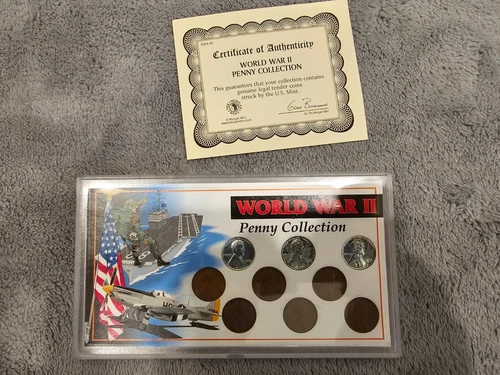 Certificate of Authenticity
WORLD WAR II
PENNY COLLECTION
This guarantees that your collection contains
genuine legal tender coins
struck by the U.S. Mint.
WORLD WAR II
Penny Collection